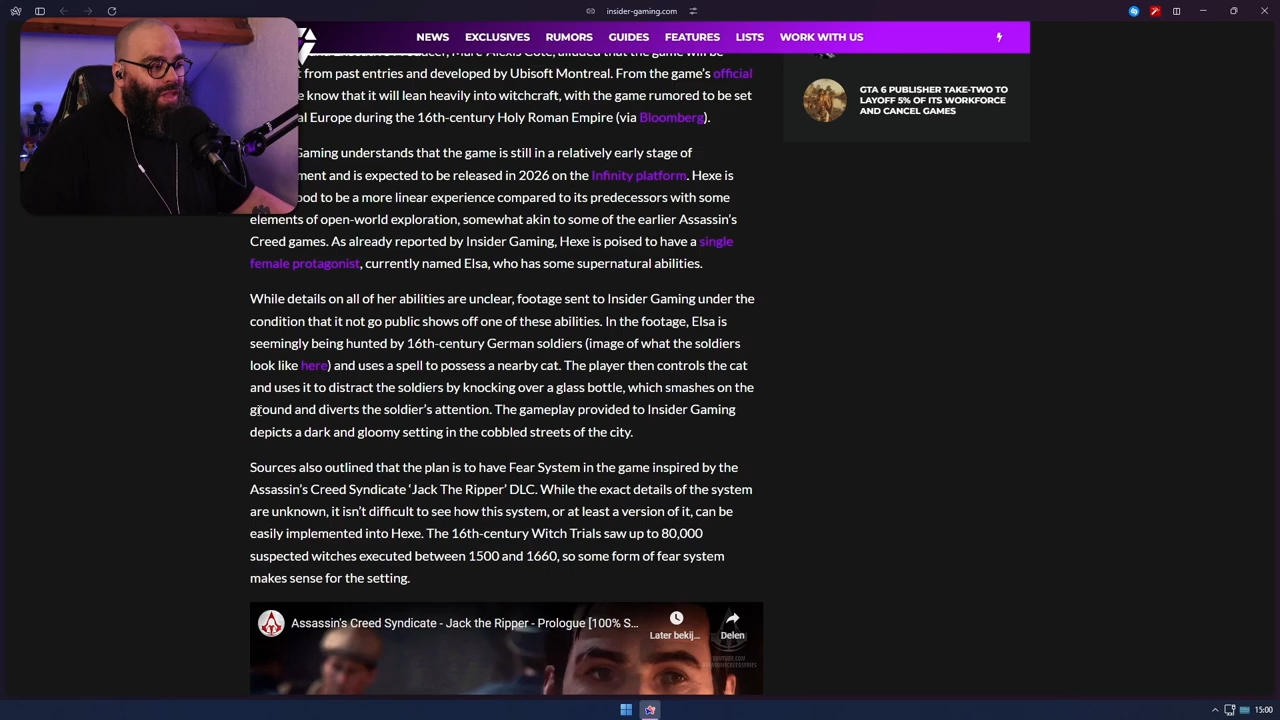 insider-gaming.com
NEWS EXCLUSIVES RUMORS GUIDES FEATURES LISTS WORK WITH US
from past entries and developed by Ubisoft Montreal. From the game's official
know that it will lean heavily into witchcraft, with the game rumored to be set
Europe during the 16th-century Holy Roman Empire (via Bloomberg).
Gaming understands that the game is still in a relatively early stage of
and is expected to be released in 2026 on the Infinity platform. Hexe is
to be a more linear experience compared to its predecessors with some
elements of open-world exploration, somewhat akin to some of the earlier Assassin's
Creed games. As already reported by Insider Gaming, Hexe is poised to have a single
female protagonist, currently named Elsa, who has some supernatural abilities.
While details on all of her abilities are unclear, footage sent to Insider Gaming under the
condition that it not go public shows off one of these abilities. In the footage, Elsa is
seemingly being hunted by 16th-century German soldiers (image of what the soldiers
look like here) and uses a spell to possess a nearby cat. The player then controls the cat
and uses it to distract the soldiers by knocking over a glass bottle, which smashes on the
ground and diverts the soldier's attention. The gameplay provided to Insider Gaming
depicts a dark and gloomy setting in the cobbled streets of the city.
Sources also outlined that the plan is to have Fear System in the game inspired by the
Assassin's Creed Syndicate 'Jack The Ripper' DLC. While the exact details of the system
are unknown, it isn't difficult to see how this system, or at least a version of it, can be
easily implemented into Hexe. The 16th-century Witch Trials saw up to 80,000
suspected witches executed between 1500 and 1660, so some form of fear system
makes sense for the setting.
Assassin's Creed Syndicate - Jack the Ripper - Prologue [100% S...
Later bekij...
Delen
GTA 6 PUBLISHER TAKE-TWO TO
LAYOFF 5% OF ITS WORKFORCE
AND CANCEL GAMES
15:00